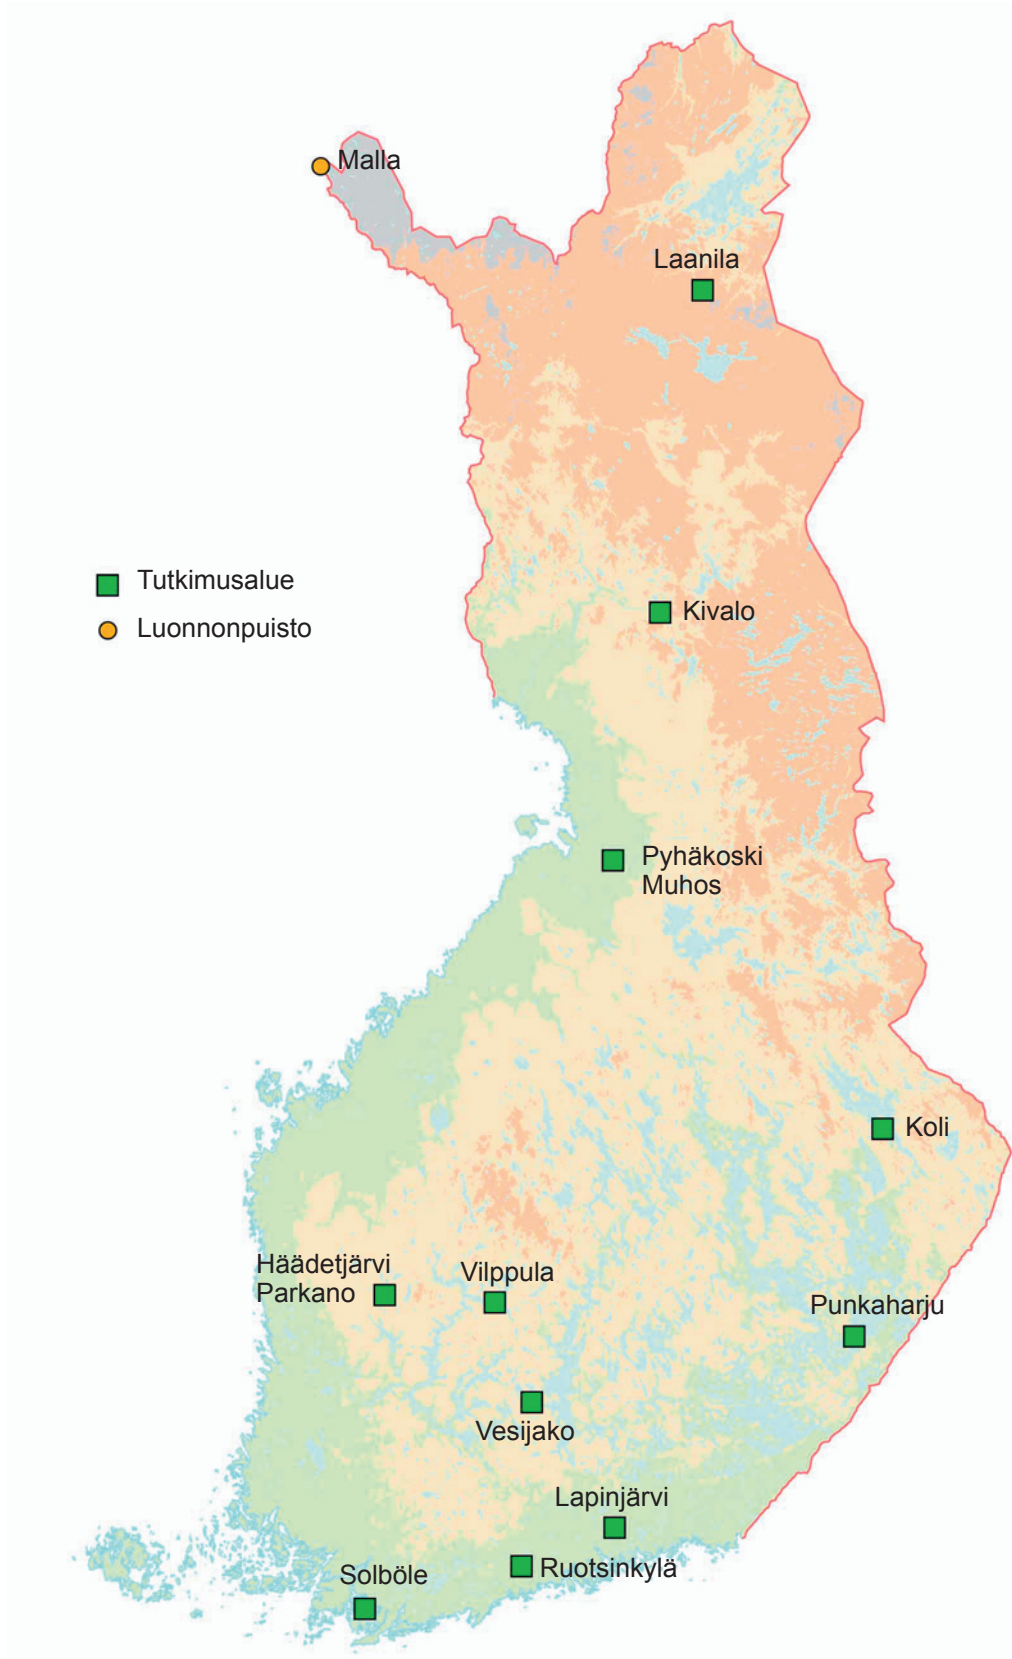 Malla
Laanila
Tutkimusalue
Kivalo
Luonnonpuisto
Pyhäkoski
Muhos
Koli
Häädetjärvi
Parkano
Vilppula
Punkaharju
Vesijako
Lapinjärvi
Ruotsinkylä
Solböle